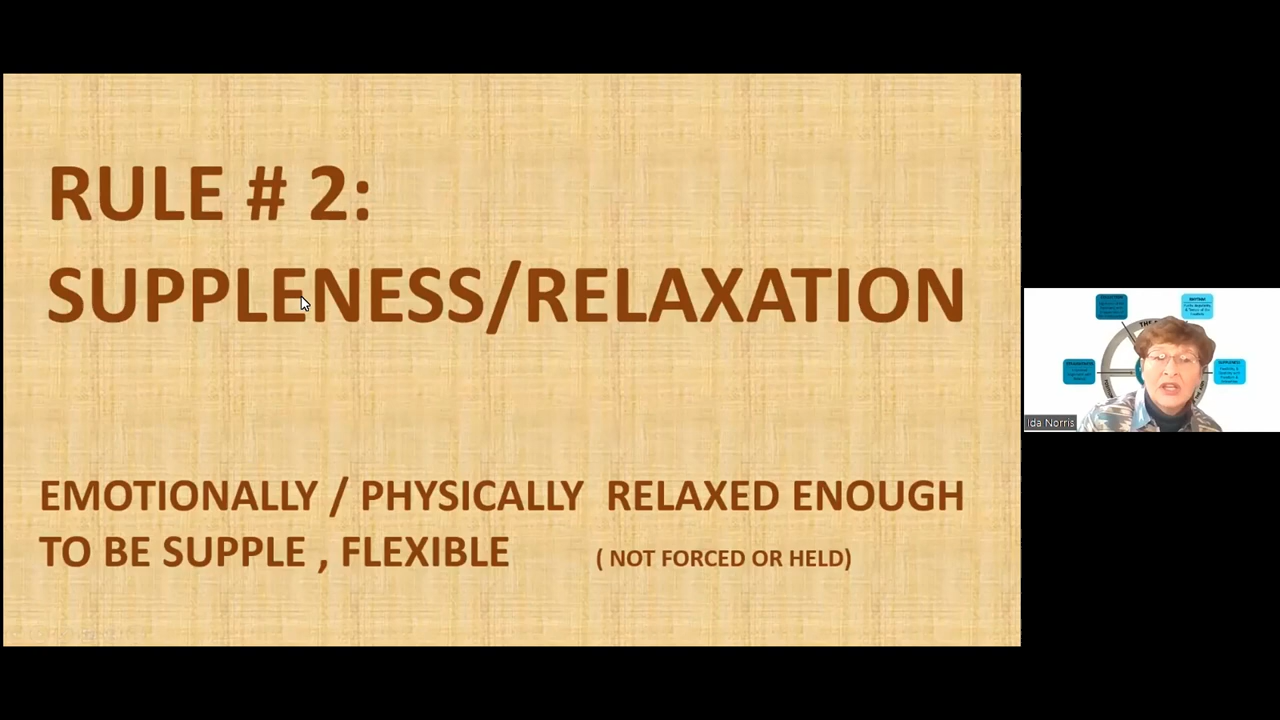 RULE # 2:
SUPPLENESS/RELAXATION
EMOTIONALLY / PHYSICALLY RELAXED ENOUGH
TO BE SUPPLE , FLEXIBLE ( NOT FORCED OR HELD)
Ida Norris